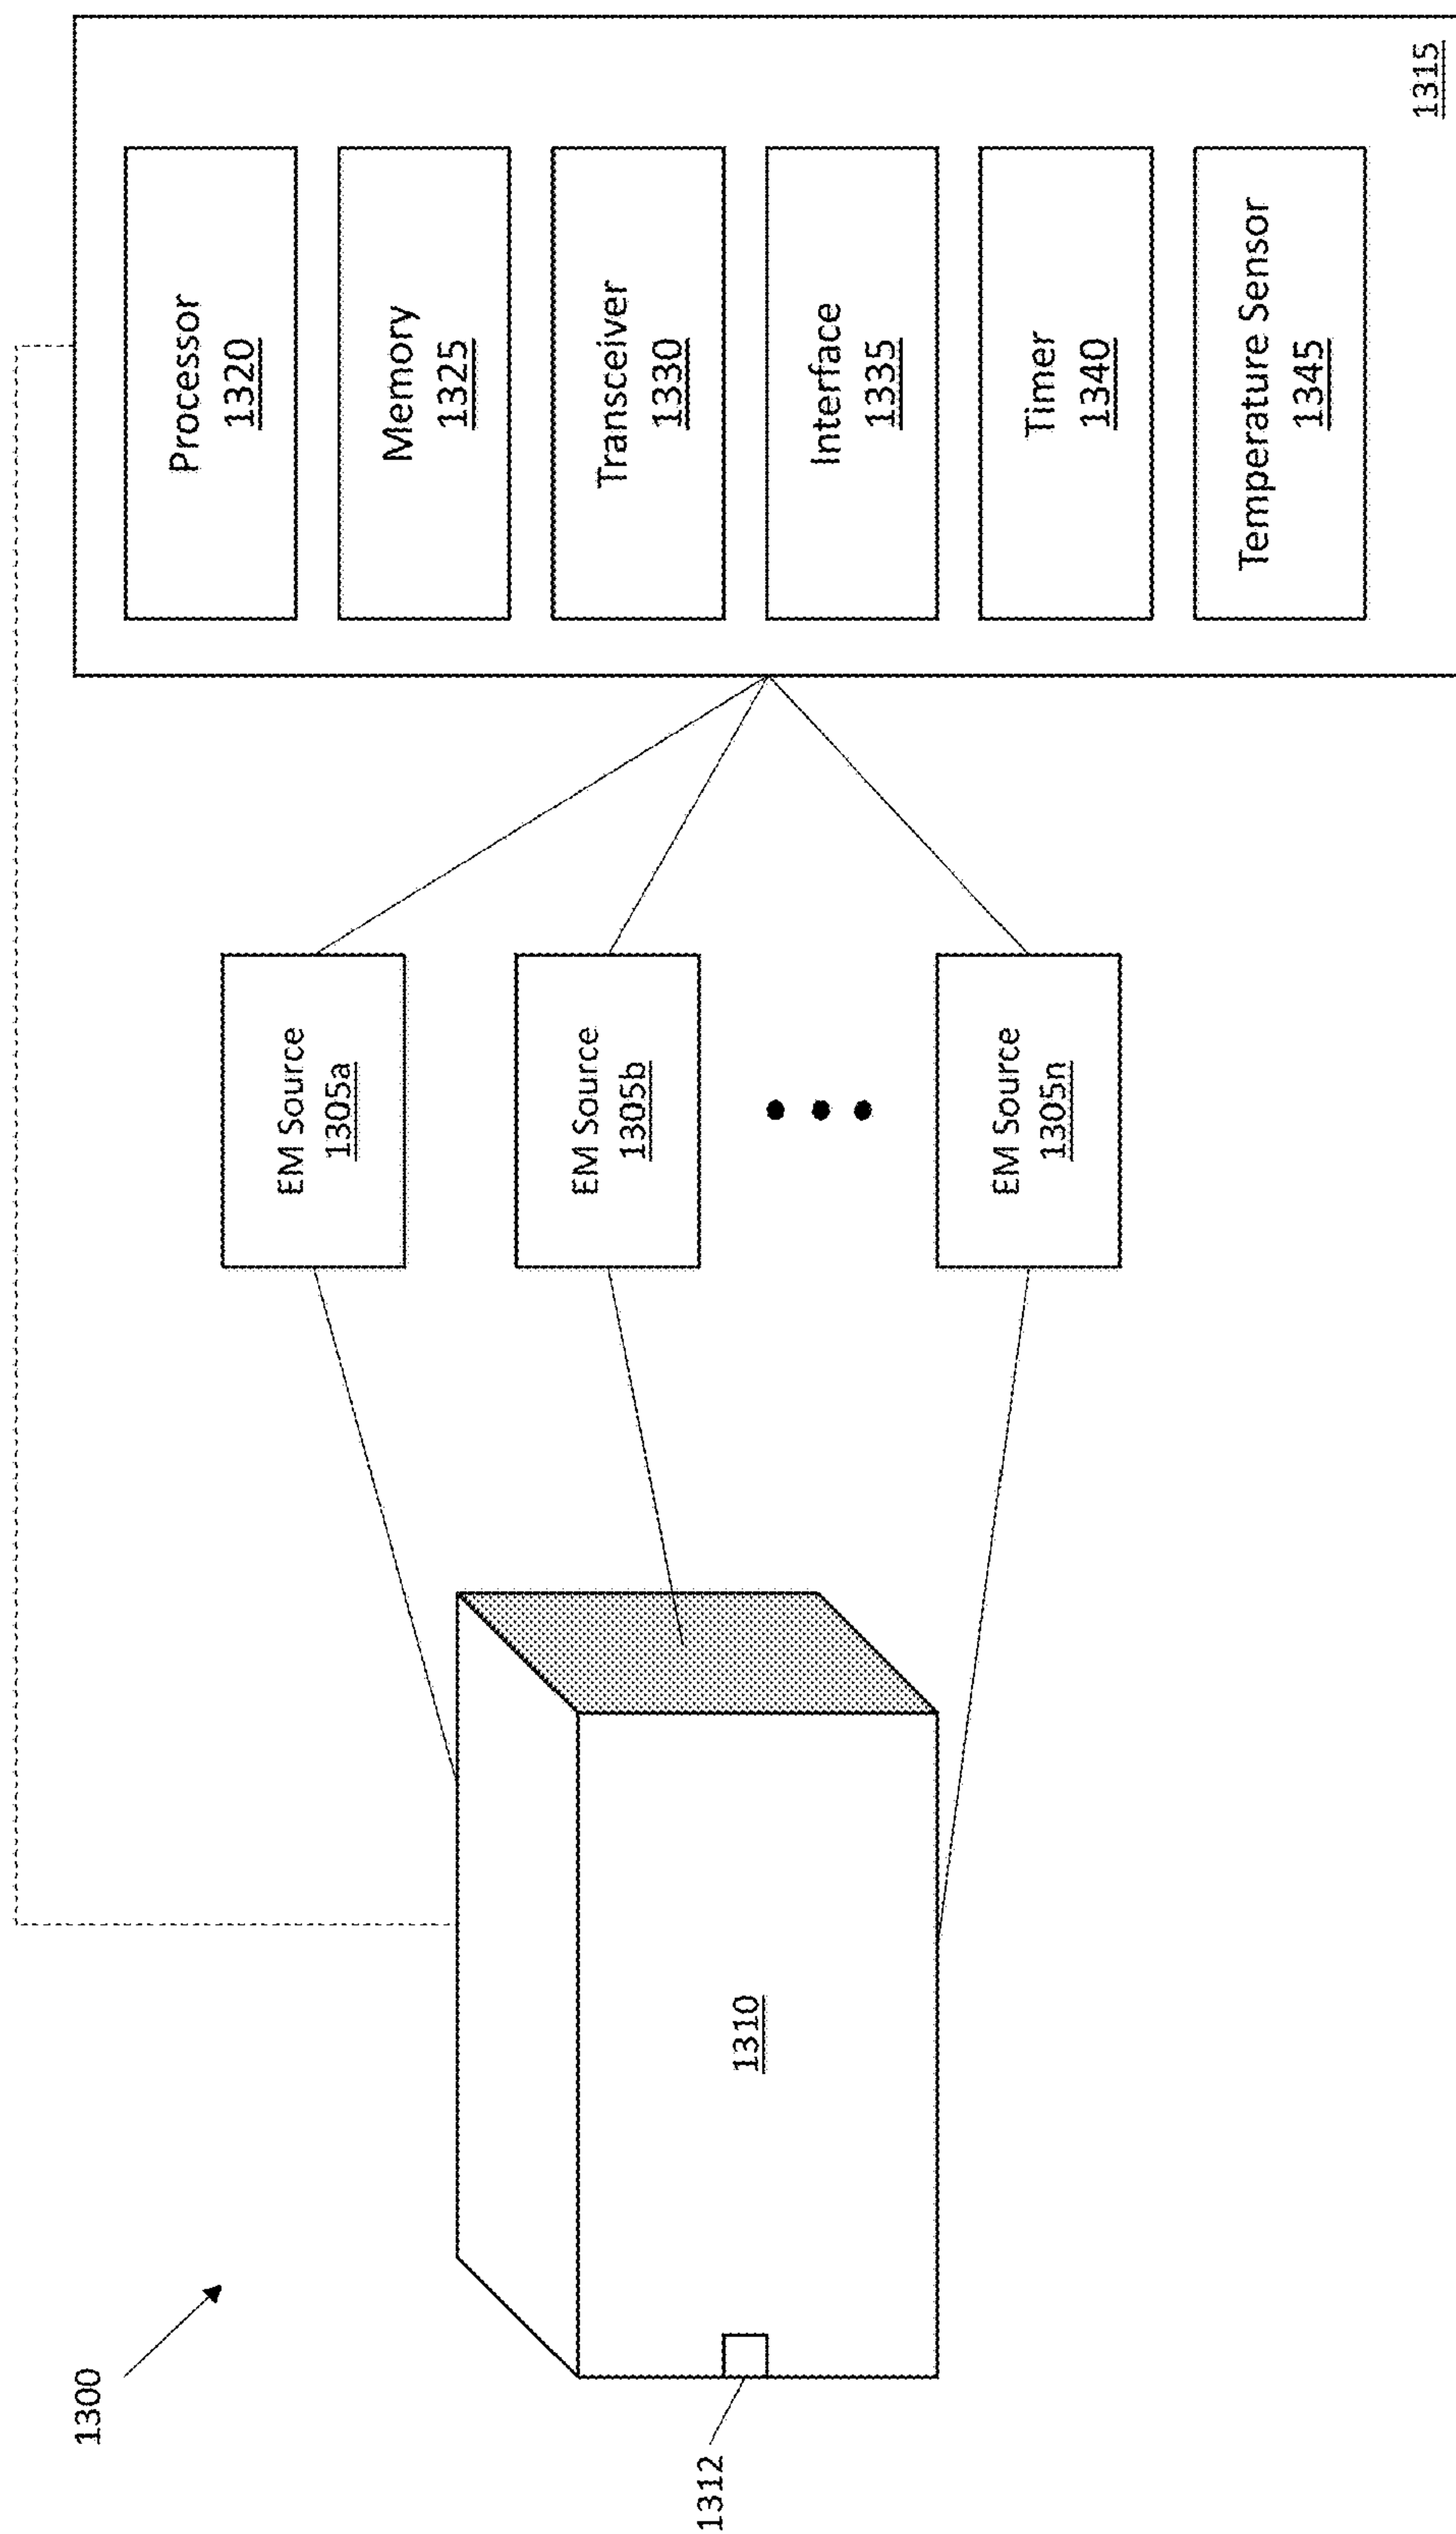 1300
1312
1310
EM Source
1305a
EM Source
1305b
EM Source
1305n
Processor
1320
Memory
1325
Transceiver
1330
Interface
1335
Timer
1340
Temperature Sensor
1345
1315